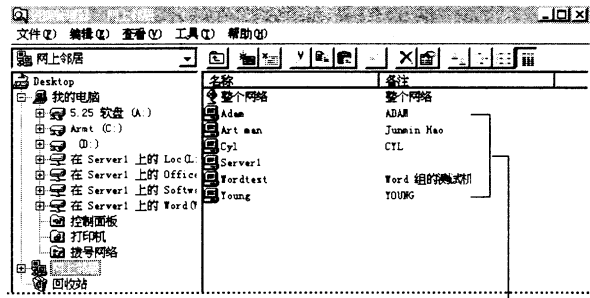 文件(F) 编辑(E) 查看(V) 工具(T) 帮助(H)
网上邻居
Desktop
我的电脑
5.25 软盘 (A:)
Armt (C:)
(D:)
在 Server1 上的 Loc(L:
在 Server1 上的 Office
在 Server1 上的 Softw
在 Server1 上的 Word(
控制面板
打印机
拨号网络
回收站
名称 备注
整个网络 整个网络
Adam ADAM
Art man Junmin Hao
Cyl CYL
Server1
Wordtest Word 组的测试机
Young YOUNG